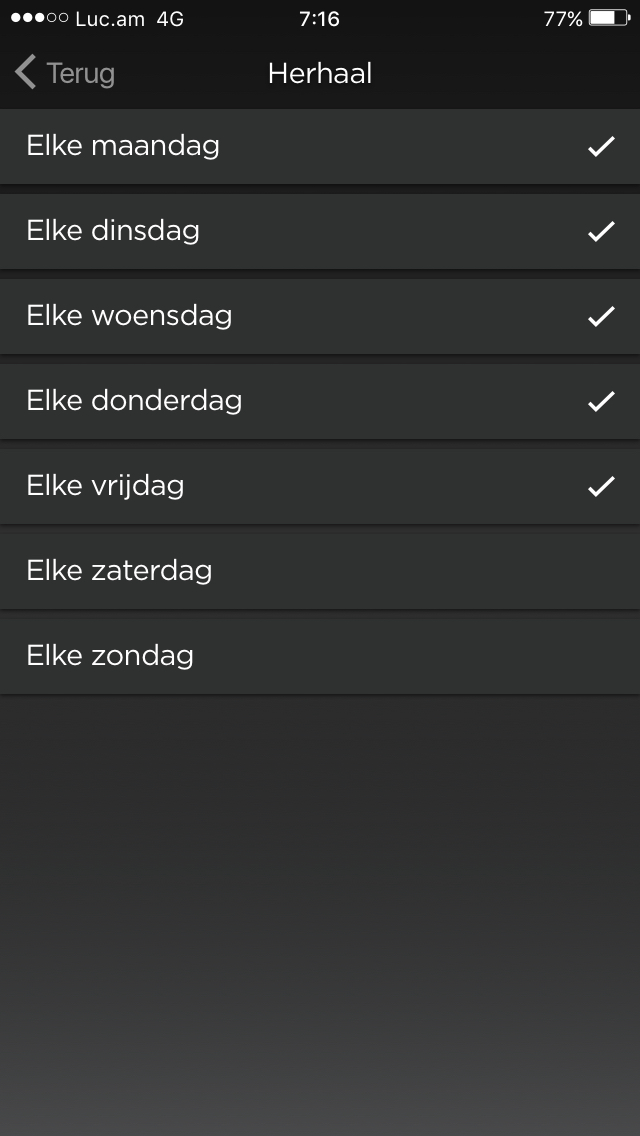 Luc.am 4G 7:16 77%
Terug Herhaal
Elke maandag
Elke dinsdag
Elke woensdag
Elke donderdag
Elke vrijdag
Elke zaterdag
Elke zondag